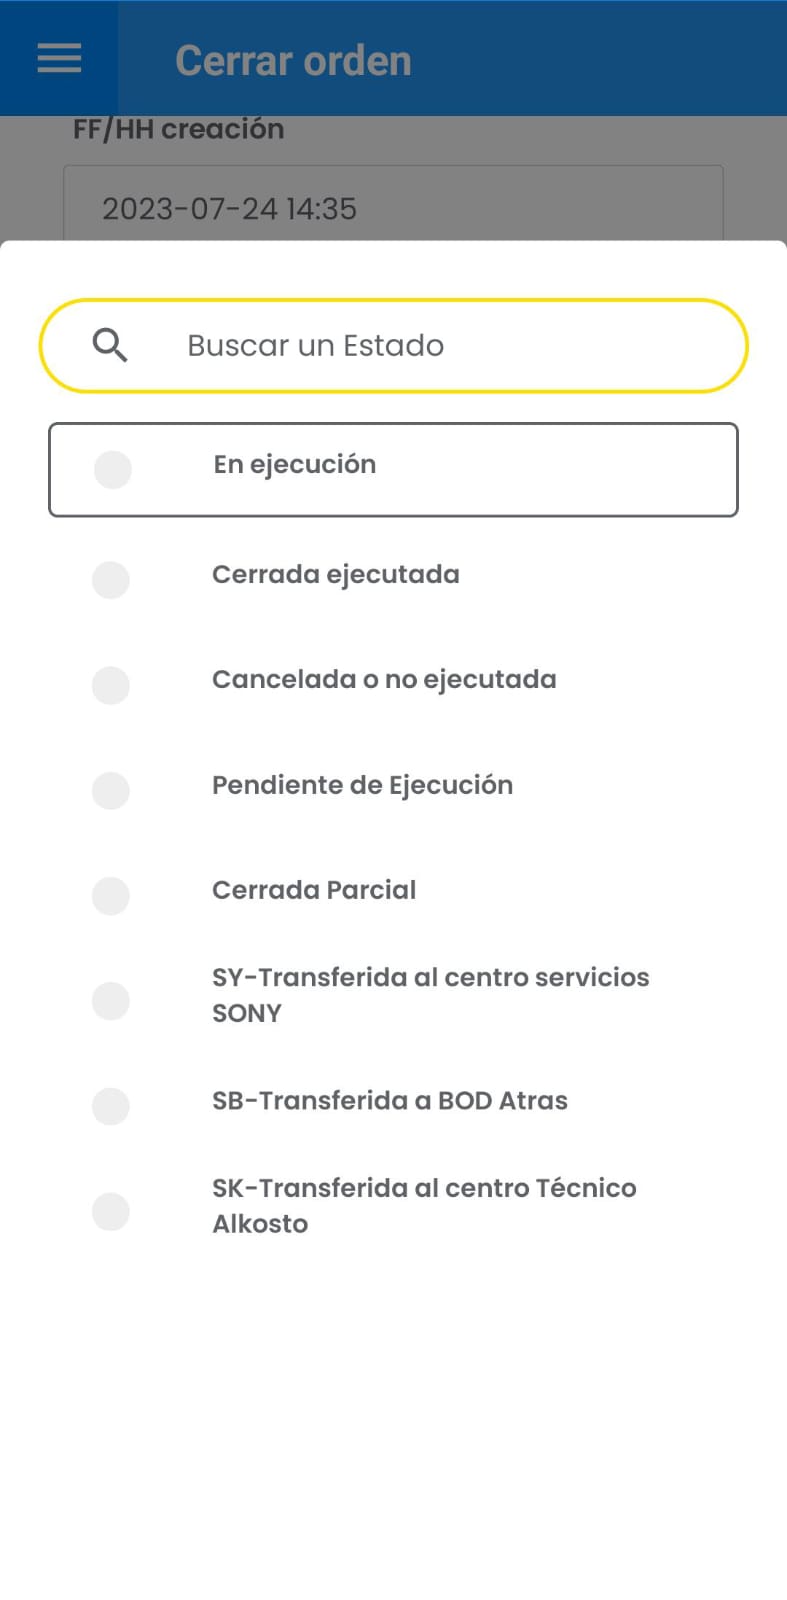 Cerrar orden
FF/HH creación
2023-07-24 14:35
Buscar un Estado
En ejecución
Cerrada ejecutada
Cancelada o no ejecutada
Pendiente de Ejecución
Cerrada Parcial
SY-Transferida al centro servicios
SONY
SB-Transferida a BOD Atras
SK-Transferida al centro Técnico
Alkosto